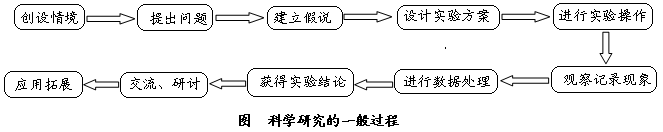 创设情境 提出问题 建立假说 设计实验方案 进行实验操作
应用拓展 交流、研讨 获得实验结论 进行数据处理 观察记录现象
图 科学研究的一般过程